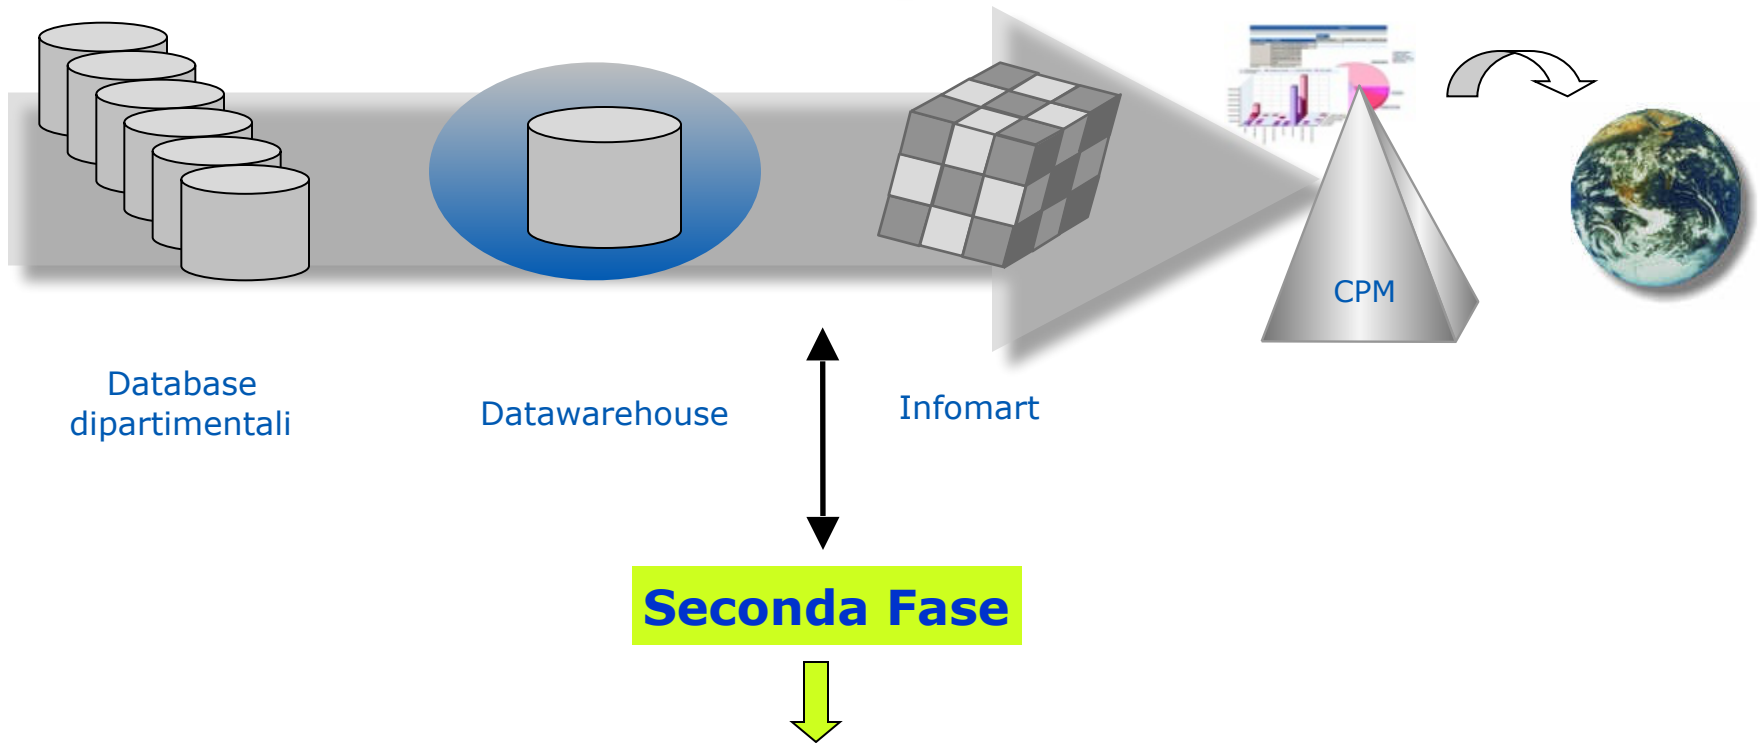 CPM
Database
dipartimentali
Datawarehouse
Infomart
Seconda Fase